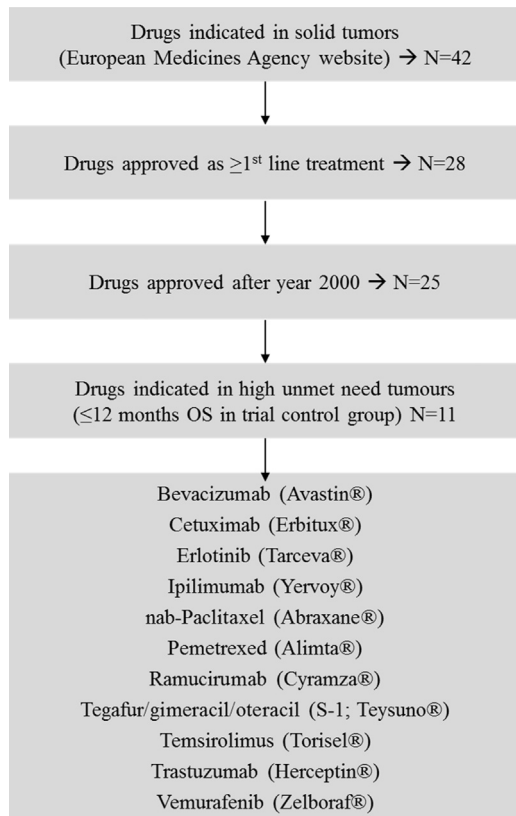 Drugs indicated in solid tumors
(European Medicines Agency website) → N=42
Drugs approved as ≥1st line treatment → N=28
Drugs approved after year 2000 → N=25
Drugs indicated in high unmet need tumours
(≤12 months OS in trial control group) N=11
Bevacizumab (Avastin®)
Cetuximab (Erbitux®)
Erlotinib (Tarceva®)
Ipilimumab (Yervoy®)
nab-Paclitaxel (Abraxane®)
Pemetrexed (Alimta®)
Ramucirumab (Cyramza®)
Tegafur/gimeracil/oteracil (S-1; Teysuno®)
Temsirolimus (Torisel®)
Trastuzumab (Herceptin®)
Vemurafenib (Zelboraf®)